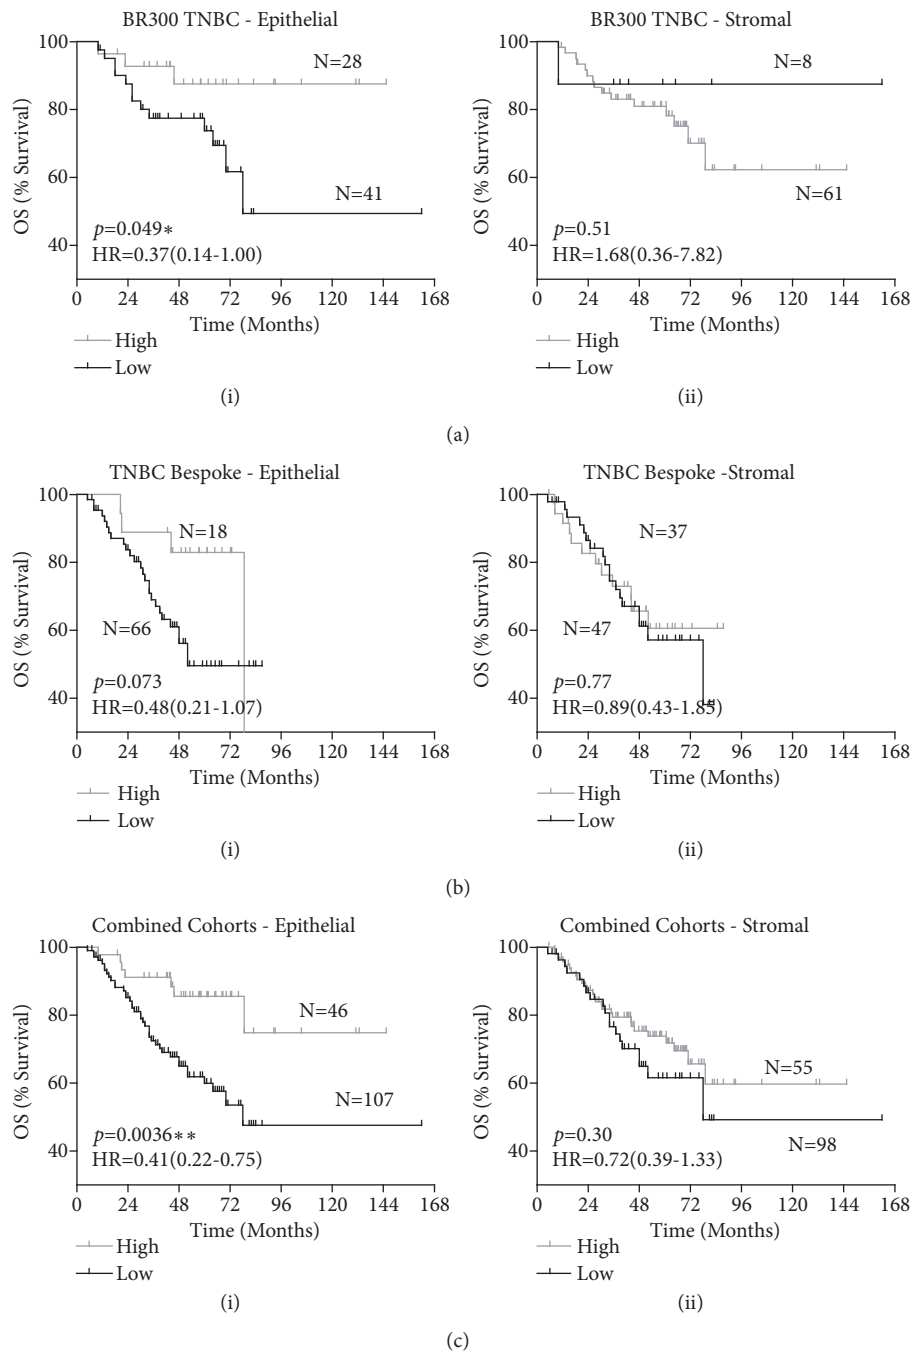 BR300 TNBC - Epithelial
100
80
60
40
OS (% Survival)
N=28
N=41
p=0.049*
HR=0.37(0.14-1.00)
0 24 48 72 96 120 144 168
Time (Months)
High
Low
(i)
BR300 TNBC - Stromal
100
80
60
40
OS (% Survival)
N=8
N=61
p=0.51
HR=1.68(0.36-7.82)
0 24 48 72 96 120 144 168
Time (Months)
High
Low
(ii)
(a)
TNBC Bespoke - Epithelial
100
80
60
40
OS (% Survival)
N=18
N=66
p=0.073
HR=0.48(0.21-1.07)
0 24 48 72 96 120 144 168
Time (Months)
High
Low
(i)
TNBC Bespoke -Stromal
100
80
60
40
OS (% Survival)
N=37
N=47
p=0.77
HR=0.89(0.43-1.85)
0 24 48 72 96 120 144 168
Time (Months)
High
Low
(ii)
(b)
Combined Cohorts - Epithelial
100
80
60
40
OS (% Survival)
N=46
N=107
p=0.0036**
HR=0.41(0.22-0.75)
0 24 48 72 96 120 144 168
Time (Months)
High
Low
(i)
Combined Cohorts - Stromal
100
80
60
40
OS (% Survival)
N=55
N=98
p=0.30
HR=0.72(0.39-1.33)
0 24 48 72 96 120 144 168
Time (Months)
High
Low
(ii)
(c)